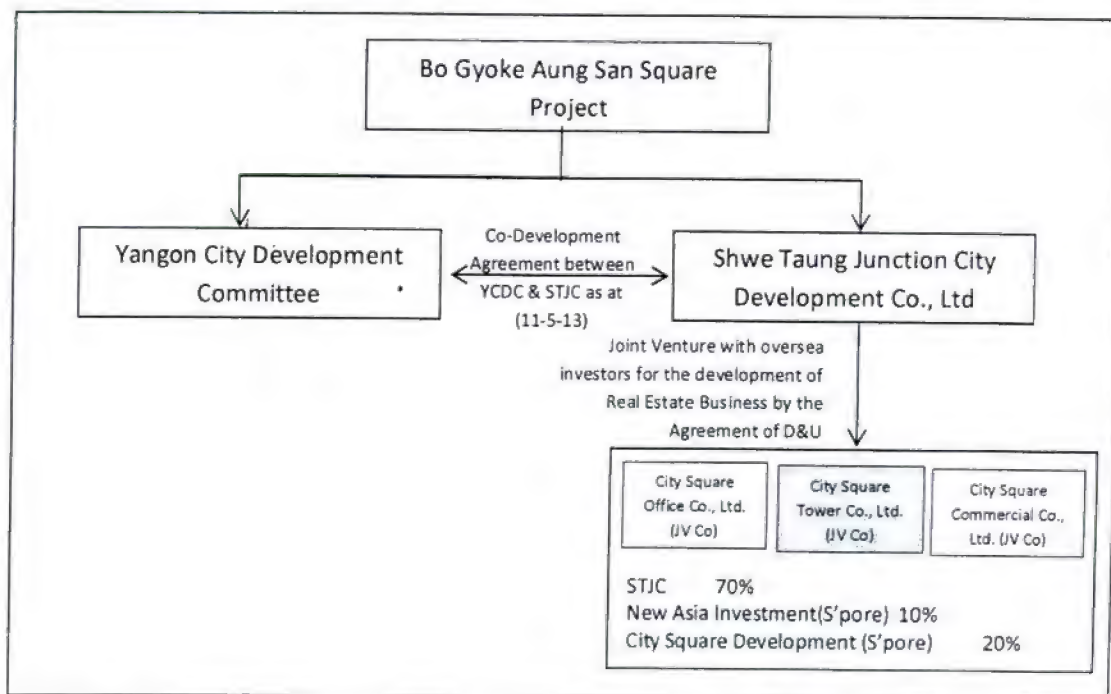 Bo Gyoke Aung San Square
Project
Yangon City Development
Committee
Co-Development
Agreement between
YCDC & STJC as at
(11-5-13)
Shwe Taung Junction City
Development Co., Ltd
Joint Venture with oversea
investors for the development of
Real Estate Business by the
Agreement of D&U
City Square
Office Co., Ltd.
(JV Co)
City Square
Tower Co., Ltd.
(JV Co)
City Square
Commercial Co.,
Ltd. (JV Co)
STJC 70%
New Asia Investment(S'pore) 10%
City Square Development (S'pore) 20%